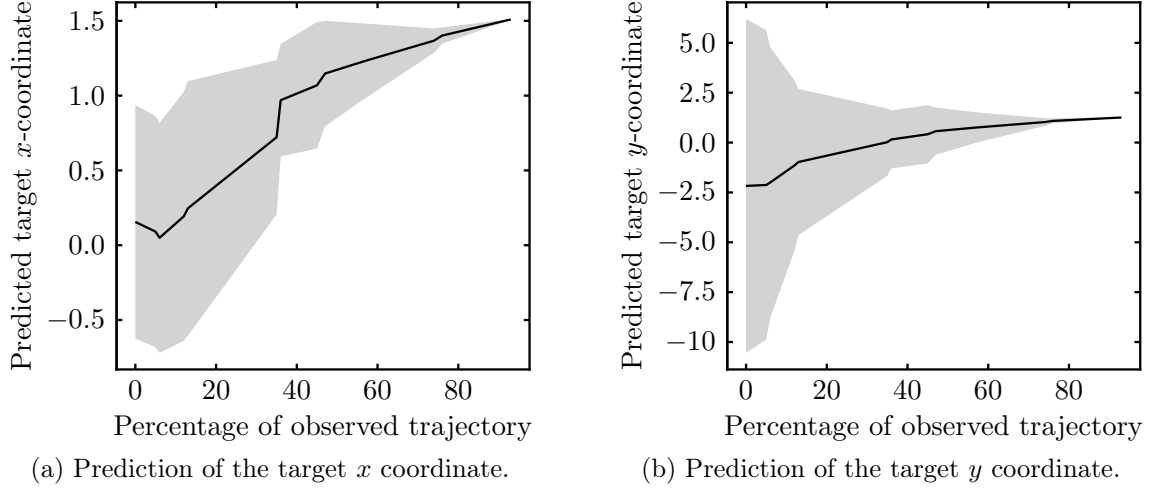 Predicted target x-coordinate
1.5
1.0
0.5
0.0
−0.5
0 20 40 60 80
Percentage of observed trajectory
(a) Prediction of the target x coordinate.
Predicted target y-coordinate
5.0
2.5
0.0
−2.5
−5.0
−7.5
−10
0 20 40 60 80
Percentage of observed trajectory
(b) Prediction of the target y coordinate.